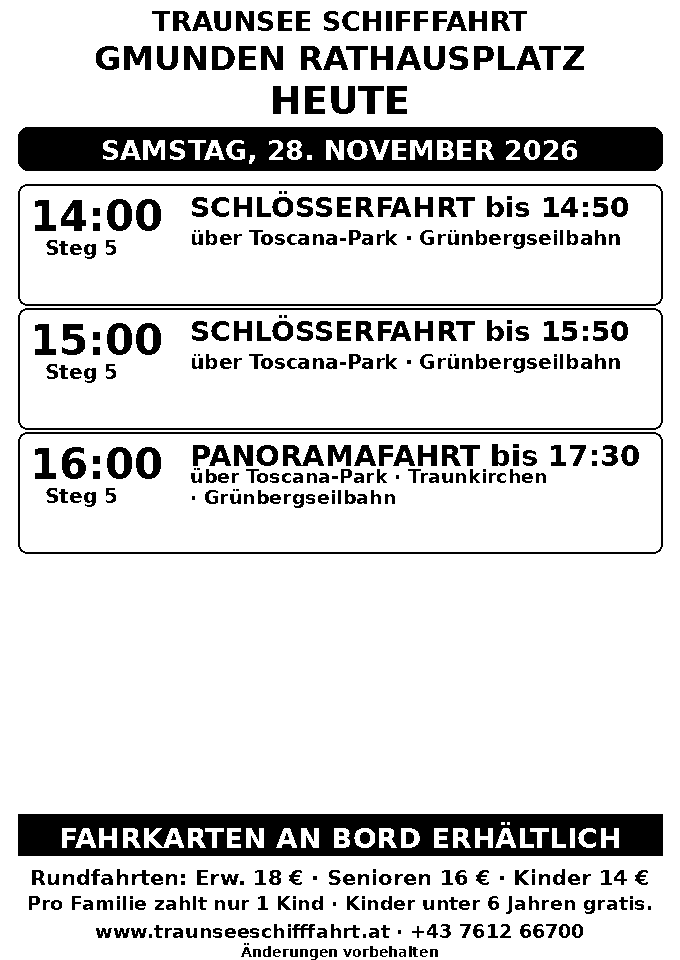 TRAUNSEE SCHIFFFAHRT
GMUNDEN RATHAUSPLATZ
HEUTE
SAMSTAG, 28. NOVEMBER 2026
14:00
Steg 5
SCHLÖSSERFAHRT bis 14:50
über Toscana-Park · Grünbergseilbahn
15:00
Steg 5
SCHLÖSSERFAHRT bis 15:50
über Toscana-Park · Grünbergseilbahn
16:00
Steg 5
PANORAMAFAHRT bis 17:30
über Toscana-Park · Traunkirchen
· Grünbergseilbahn
FAHRKARTEN AN BORD ERHÄLTLICH
Rundfahrten: Erw. 18 € · Senioren 16 € · Kinder 14 €
Pro Familie zahlt nur 1 Kind · Kinder unter 6 Jahren gratis.
www.traunseeschifffahrt.at · +43 7612 66700
Änderungen vorbehalten